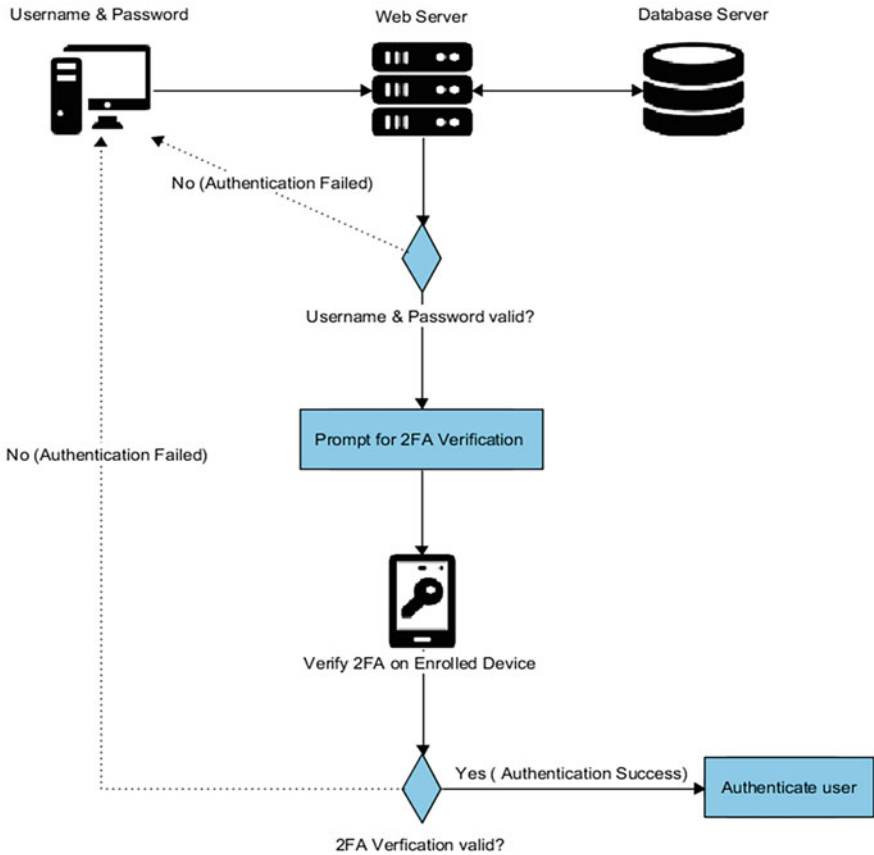 Username & Password
Web Server
Database Server
No (Authentication Failed)
Username & Password valid?
Prompt for 2FA Verification
No (Authentication Failed)
Verify 2FA on Enrolled Device
Yes ( Authentication Success)
Authenticate user
2FA Verfication valid?